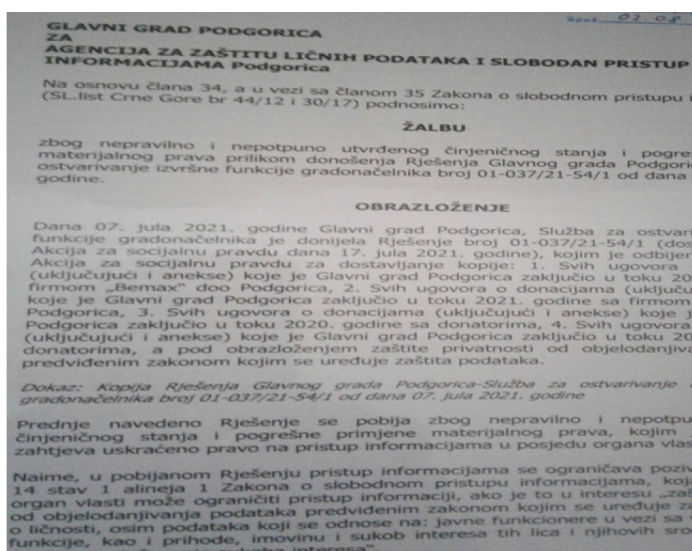 02.08
GLAVNI GRAD PODGORICA
ZA
AGENCIJA ZA ZAŠTITU LIČNIH PODATAKA I SLOBODAN PRISTUP
INFORMACIJAMA Podgorica
Na osnovu člana 34, a u vezi sa članom 35 Zakona o slobodnom pristupu i
(SL.list Crne Gore br 44/12 i 30/17) podnosimo:
ŽALBU
zbog nepravilno i nepotpuno utvrđenog činjeničnog stanja i pogreš
materijalnog prava prilikom donošenja Rješenja Glavnog grada Podgori
ostvarivanje izvršne funkcije gradonačelnika broj 01-037/21-54/1 od dana
godine.
OBRAZLOŽENJE
Dana 07. jula 2021. godine Glavni grad Podgorica, Služba za ostvari
funkcije gradonačelnika je donijela Rješenje broj 01-037/21-54/1 (dos
Akcija za socijalnu pravdu dana 17. jula 2021. godine), kojim je odbijen
Akcije za socijalnu pravdu za dostavljanje kopije: 1. Svih ugovora
(uključujući i anekse) koje je Glavni grad Podgorica zaključio u toku 20
firmom „Bemax" doo Podgorica, 2. Svih ugovora o donacijama (uključu
koje je Glavni grad Podgorica zaključio u toku 2021. godine sa firmom
Podgorica, 3. Svih ugovora o donacijama (uključujući i anekse) koje j
Podgorica zaključio u toku 2020. godine sa donatorima, 4. Svih ugovora
(uključujući i anekse) koje je Glavni grad Podgorica zaključio u toku 20
donatorima, a pod obrazloženjem zaštite privatnosti od objelodanjiva
predviđenim zakonom kojim se uređuje zaštita podataka.
Dokaz: Kopija Rješenja Glavnog grada Podgorica-Služba za ostvarivanje
gradonačelnika broj 01-037/21-54/1 od dana 07. jula 2021. godine
Prednje navedeno Rješenje se pobija zbog nepravilno i nepotpu
činjeničnog stanja i pogrešne primjene materijalnog prava, kojim
zahtjeva uskraćeno pravo na pristup informacijama u posjedu organa vlas
Naime, u pobijanom Rješenju pristup informacijama se ograničava poziv
14 stav 1 alineja 1 Zakona o slobodnom pristupu informacijama, koja
organ vlasti može ograničiti pristup informaciji, ako je to u interesu „zaš
od objelodanjivanja podataka predviđenim zakonom kojim se uređuje za
o ličnosti, osim podataka koji se odnose na: javne funkcionere u vezi sa
funkcije, kao i prihode, imovinu i sukob interesa tih lica i njihovih sro